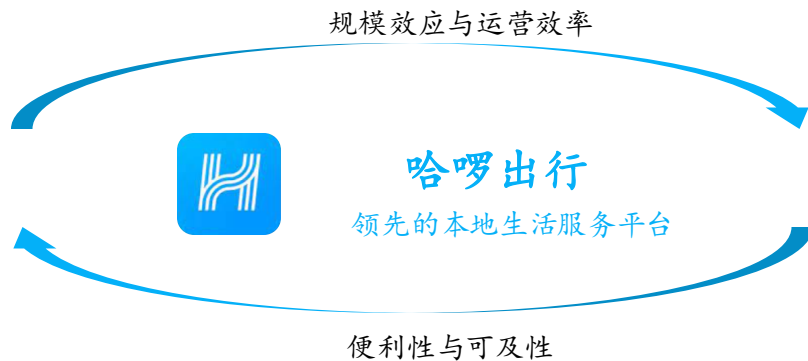 规模效应与运营效率
哈啰出行
领先的本地生活服务平台
便利性与可及性